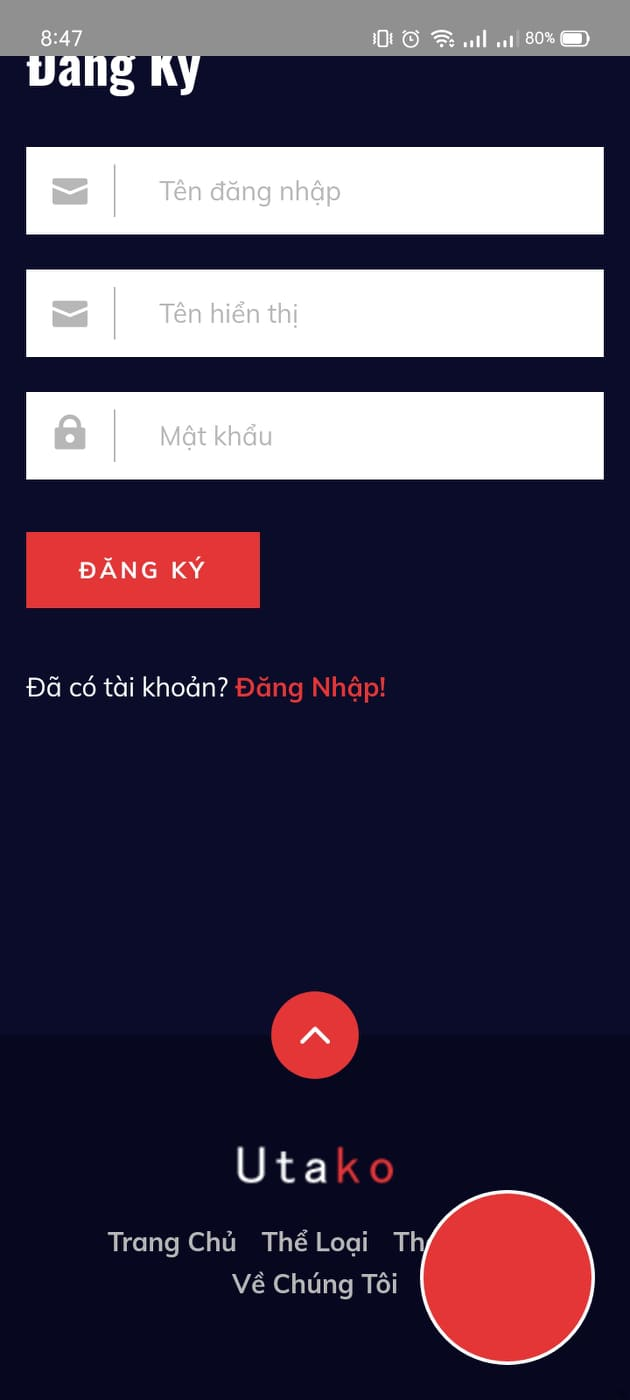 8:47
80%
Đăng Ký
Tên đăng nhập
Tên hiển thị
Mật khẩu
ĐĂNG KÝ
Đã có tài khoản? Đăng Nhập!
Utako
Trang Chủ Thể Loại
Về Chúng Tôi